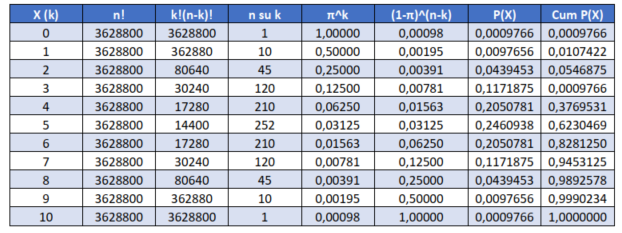 X (k) n! k!(n-k)! n su k π^k (1-π)^(n-k) P(X) Cum P(X)
0 3628800 3628800 1 1,00000 0,00098 0,0009766 0,0009766
1 3628800 362880 10 0,50000 0,00195 0,0097656 0,0107422
2 3628800 80640 45 0,25000 0,00391 0,0439453 0,0546875
3 3628800 30240 120 0,12500 0,00781 0,1171875 0,0009766
4 3628800 17280 210 0,06250 0,01563 0,2050781 0,3769531
5 3628800 14400 252 0,03125 0,03125 0,2460938 0,6230469
6 3628800 17280 210 0,01563 0,06250 0,2050781 0,8281250
7 3628800 30240 120 0,00781 0,12500 0,1171875 0,9453125
8 3628800 80640 45 0,00391 0,25000 0,0439453 0,9892578
9 3628800 362880 10 0,00195 0,50000 0,0097656 0,9990234
10 3628800 3628800 1 0,00098 1,00000 0,0009766 1,0000000